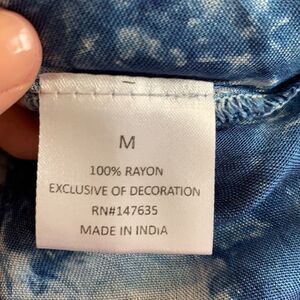 M
100% RAYON
EXCLUSIVE OF DECORATION
RN#147635
MADE IN INDiA